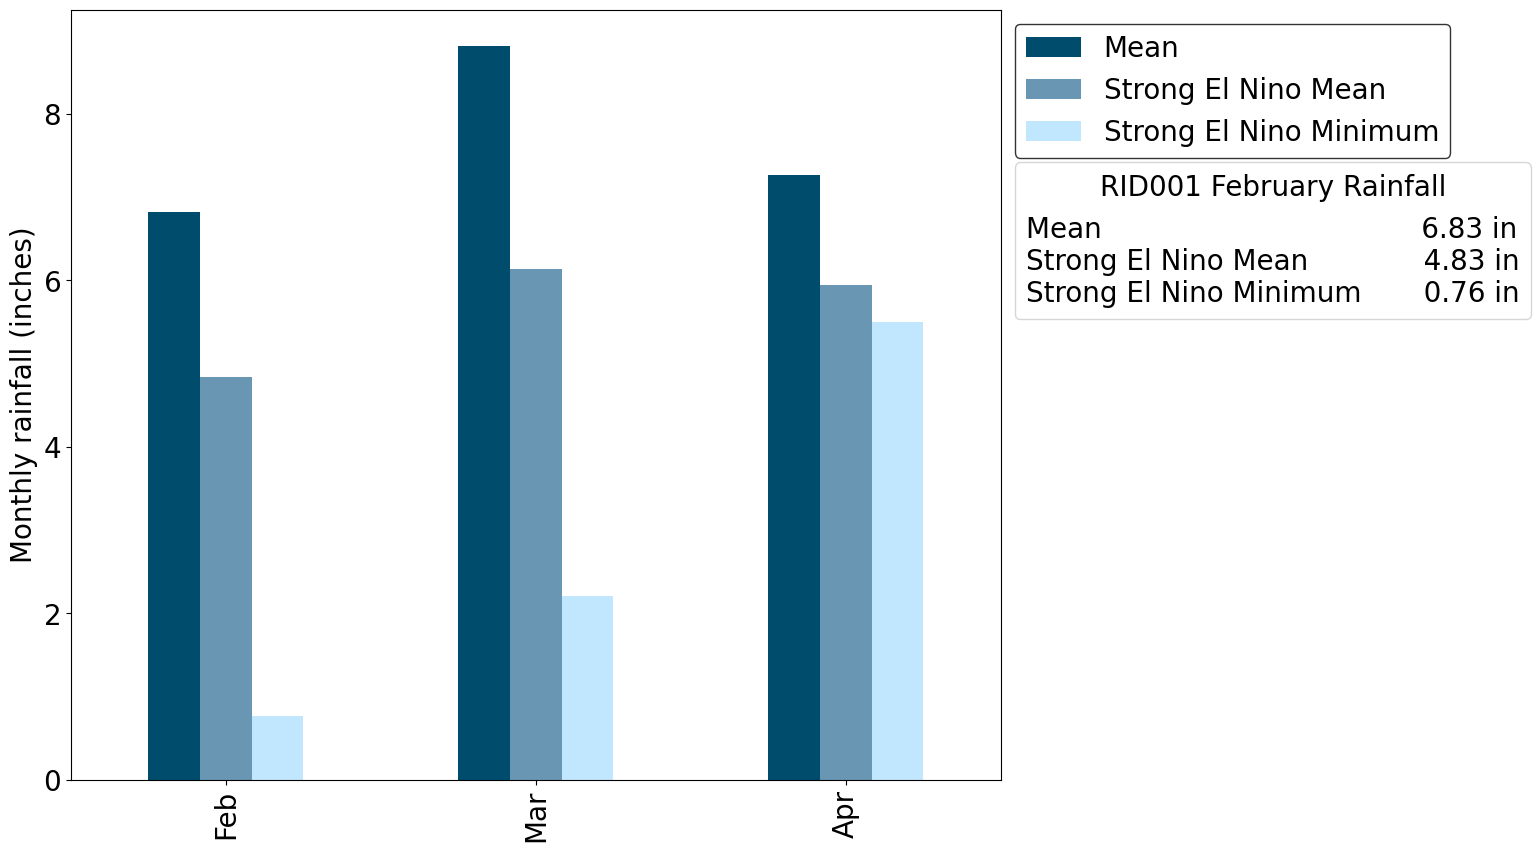 Monthly rainfall (inches)
8
6
4
2
0
Feb
Mar
Apr
Mean
Strong El Nino Mean
Strong El Nino Minimum
RID001 February Rainfall
Mean 6.83 in
Strong El Nino Mean 4.83 in
Strong El Nino Minimum 0.76 in